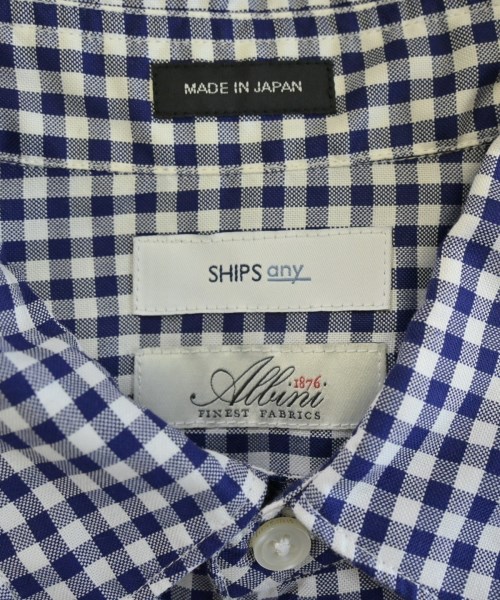 MADE IN JAPAN
SHIPS any
1876
Albini
FINEST FABRICS